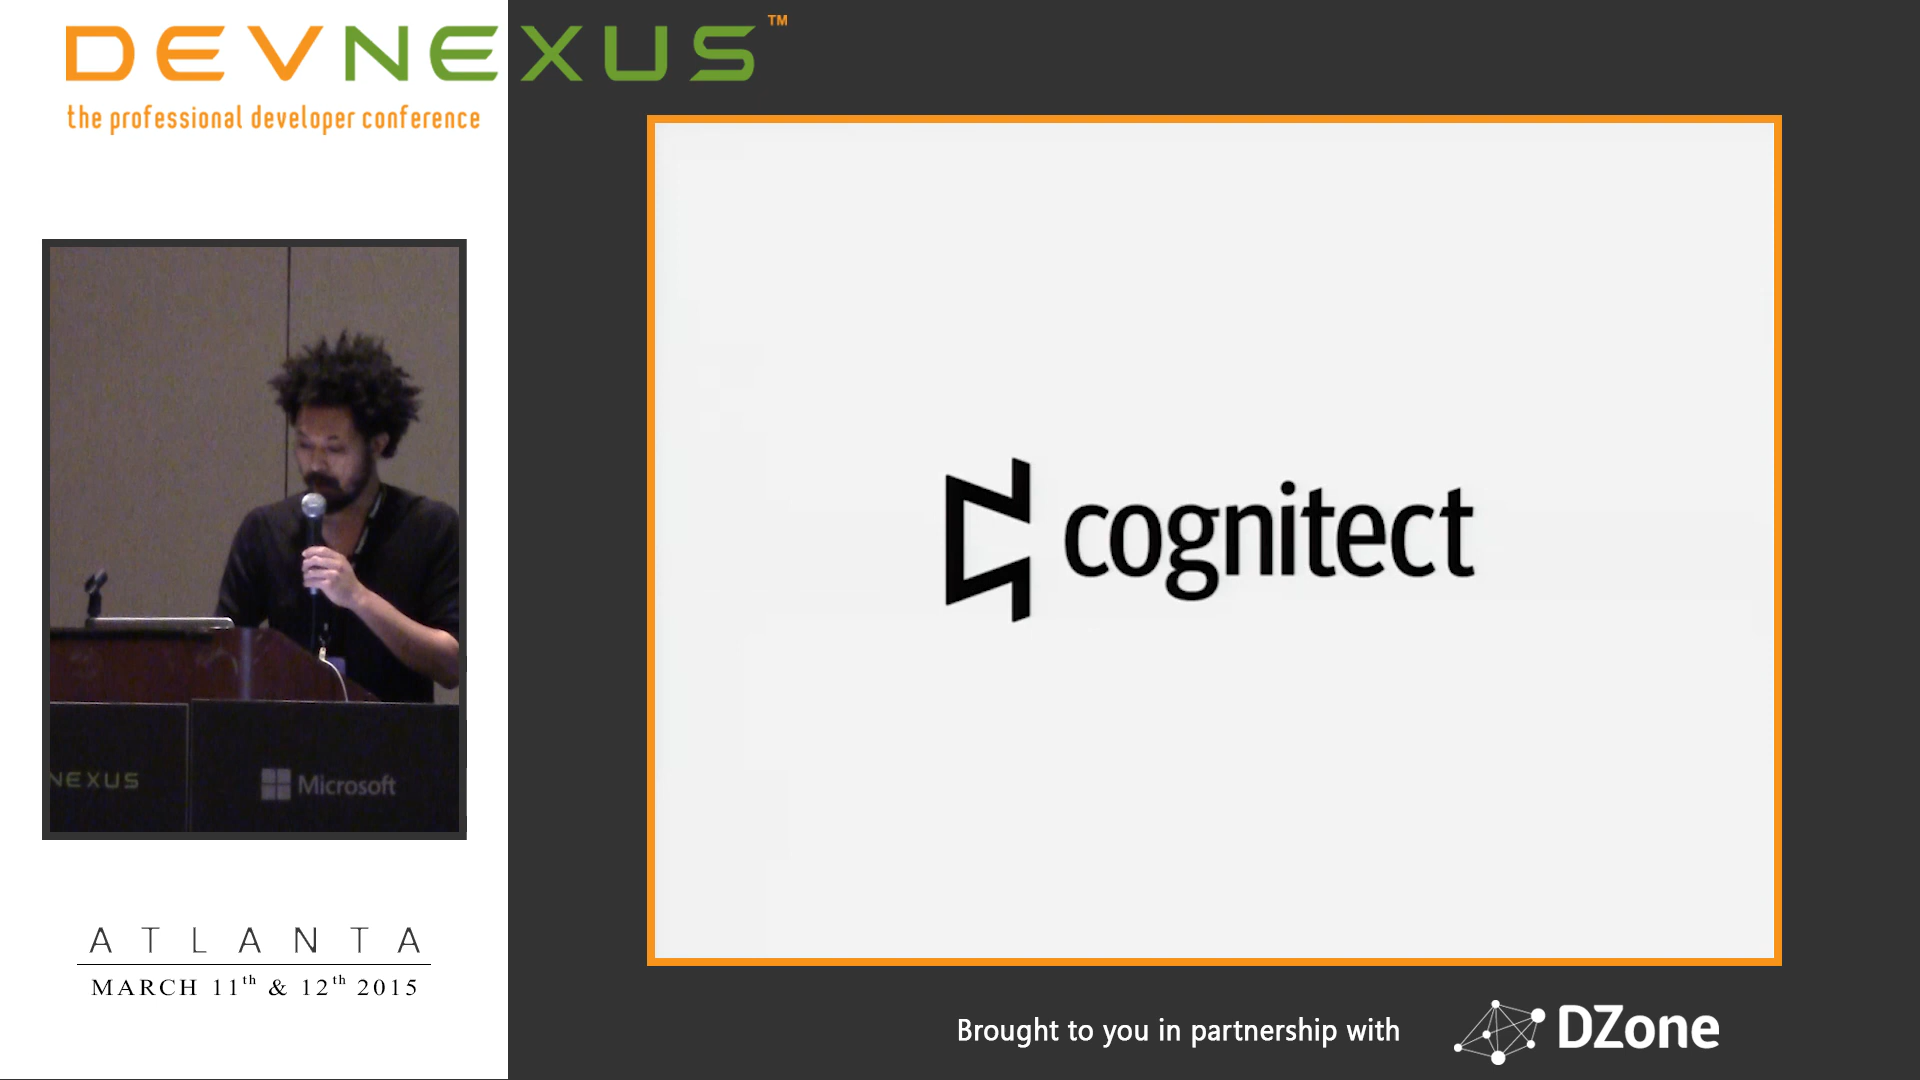 DEVNEXUS™
the professional developer conference
cognitect
NEXUS
Microsoft
ATLANTA
MARCH 11th & 12th 2015
Brought to you in partnership with
DZone